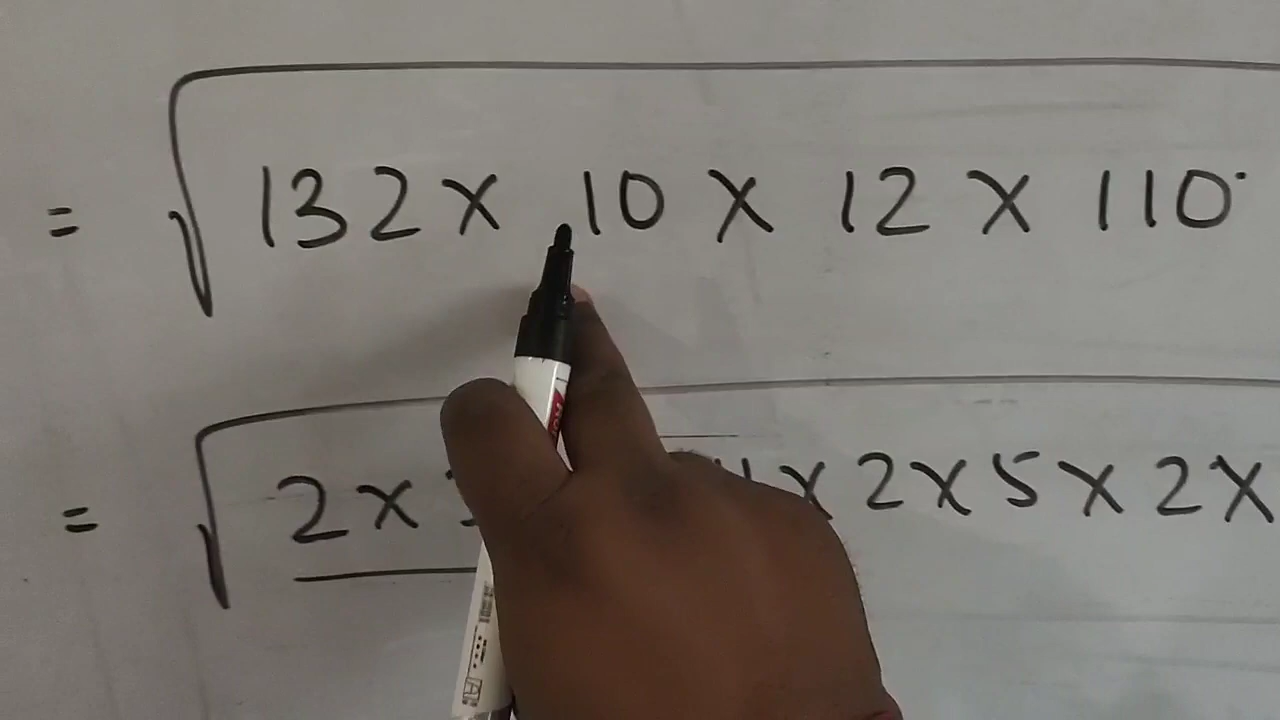 = √132 x 10 x 12 x 110
= √2 x x 2 x 5 x 2 x